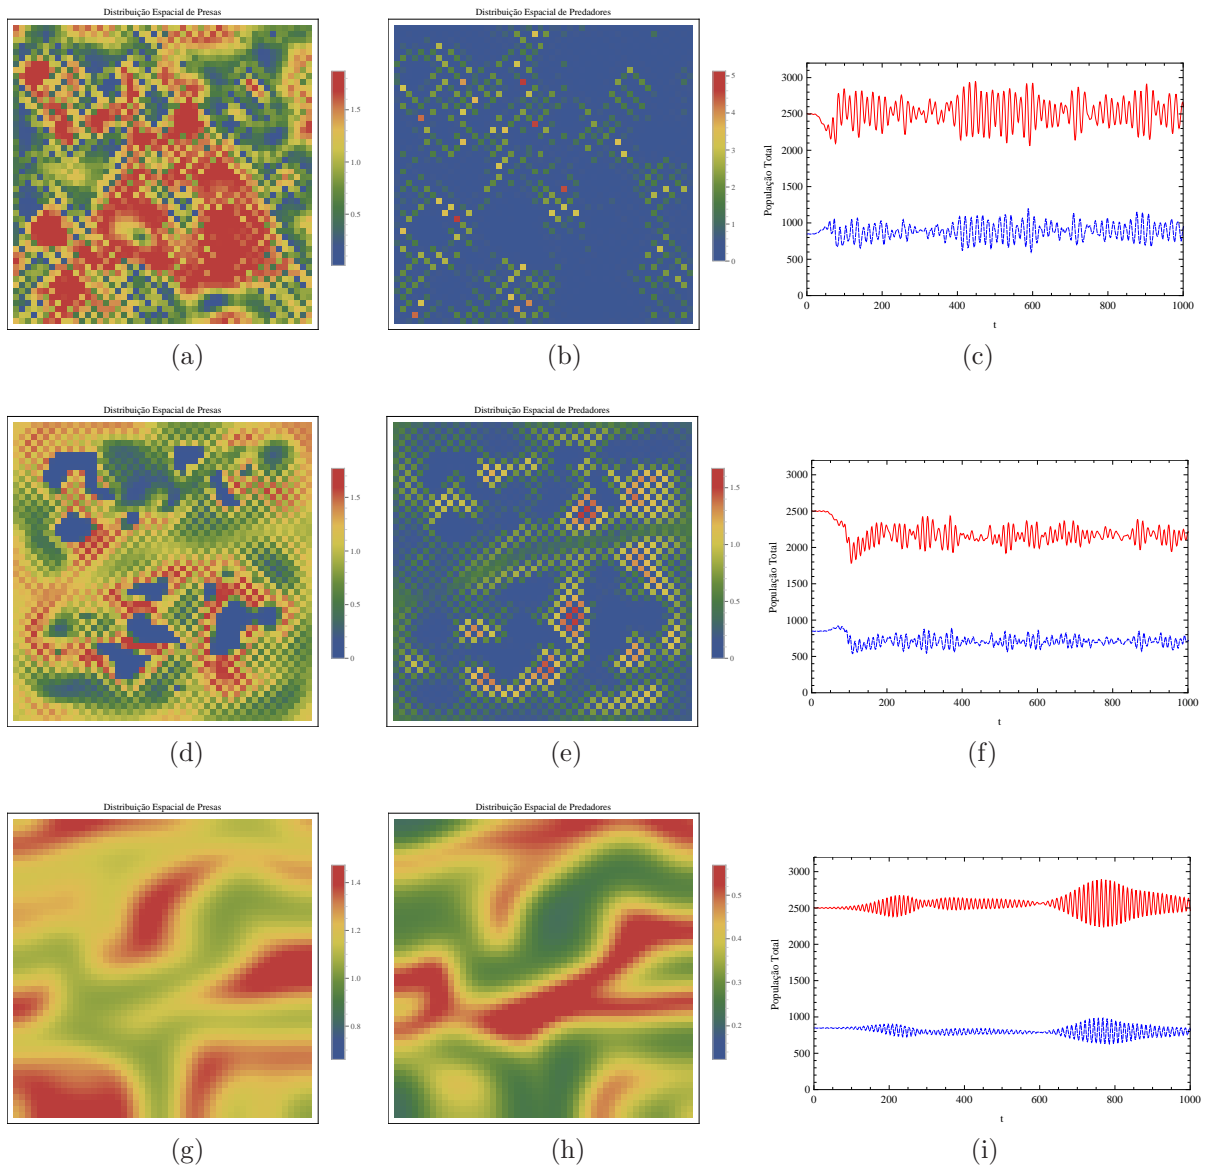 Distribuição Espacial de Presas
1.5
1.0
0.5
(a)
Distribuição Espacial de Predadores
5
4
3
2
1
0
(b)
População Total
3000
2500
2000
1500
1000
500
0
0 200 400 600 800 1000
t
(c)
Distribuição Espacial de Presas
1.5
1.0
0.5
0
(d)
Distribuição Espacial de Predadores
1.5
1.0
0.5
0
(e)
População Total
3000
2500
2000
1500
1000
500
0
0 200 400 600 800 1000
t
(f)
Distribuição Espacial de Presas
1.4
1.2
1.0
0.8
(g)
Distribuição Espacial de Predadores
0.5
0.4
0.3
0.2
(h)
População Total
3000
2500
2000
1500
1000
500
0
0 200 400 600 800 1000
t
(i)